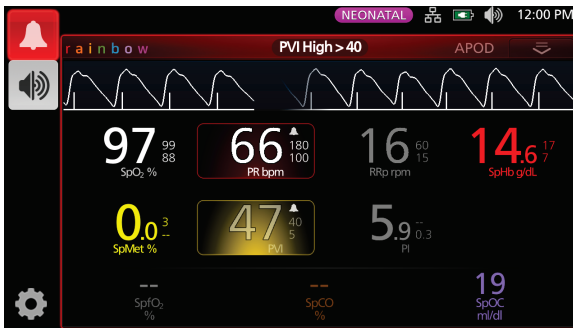 NEONATAL 12:00 PM
rainbow PVI High > 40 APOD
97 99 88 SpO₂ %
66 180 100 PR bpm
16 60 15 RRp rpm
14.6 17 7 SpHb g/dL
0.0 3 -- SpMet %
47 40 5 PVI
5.9 -- 0.3 PI
-- SpfO₂ %
-- SpCO %
19 SpOC ml/dl